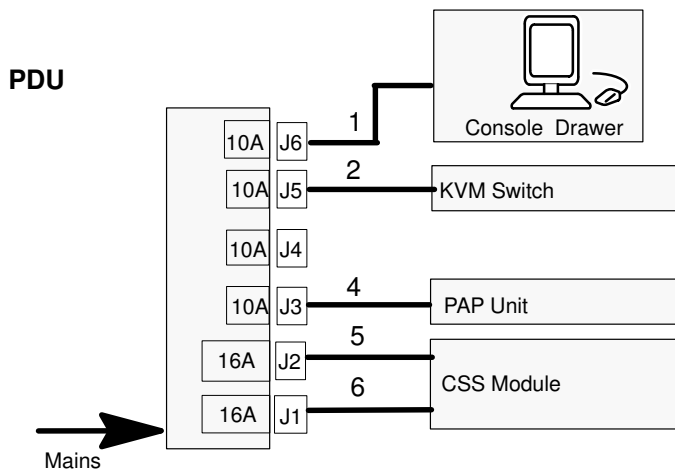 PDU
1
10A J6
Console Drawer
2
10A J5
KVM Switch
10A J4
4
10A J3
PAP Unit
5
16A J2
CSS Module
6
16A J1
Mains